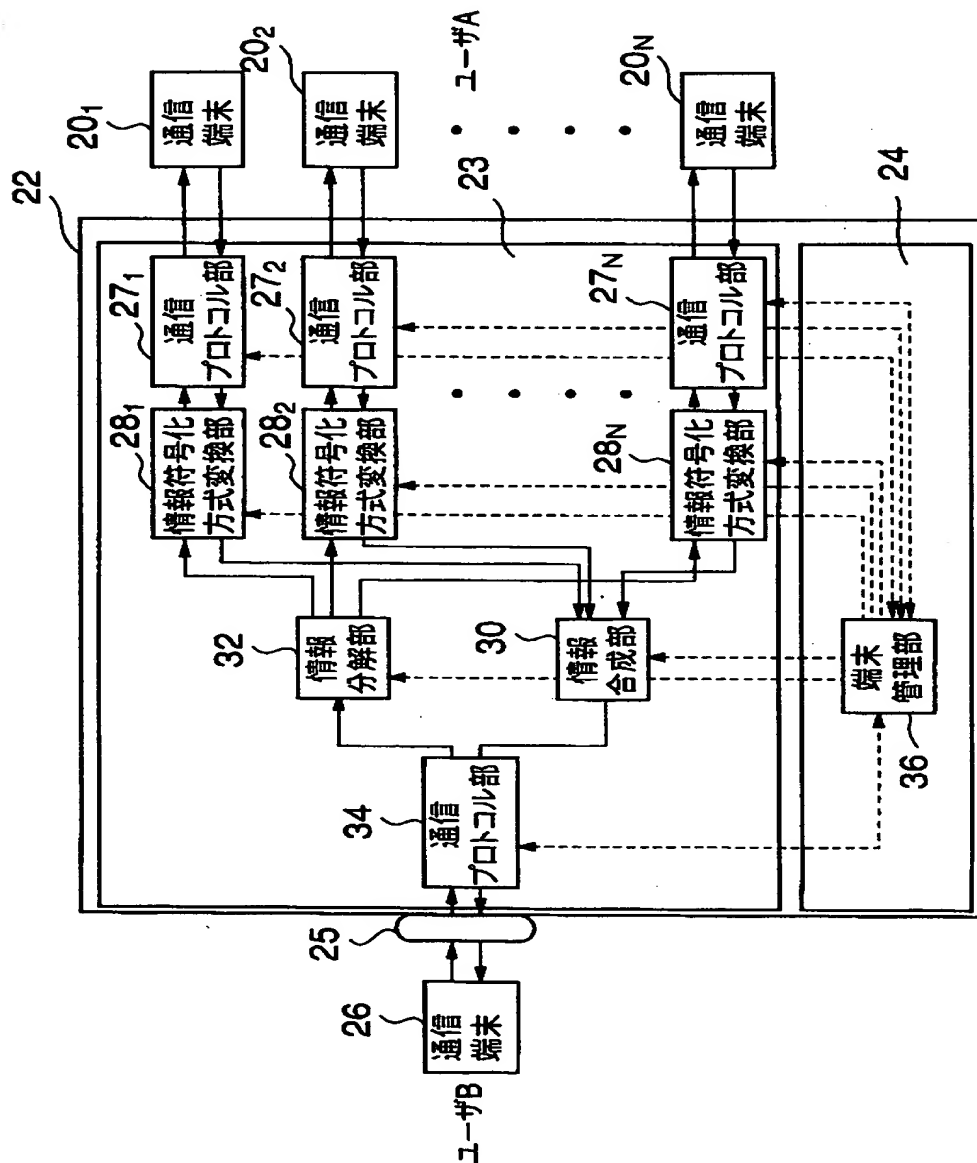 22
20₁
通信
端末
20₂
通信
端末
ユーザA
20N
通信
端末
23
24
27₁
通信
プロトコル部
27₂
通信
プロトコル部
27N
通信
プロトコル部
28₁
情報符号化
方式変換部
28₂
情報符号化
方式変換部
28N
情報符号化
方式変換部
32
情報
分解部
30
情報
合成部
端末
管理部
36
34
通信
プロトコル部
25
26
通信
端末
ユーザB